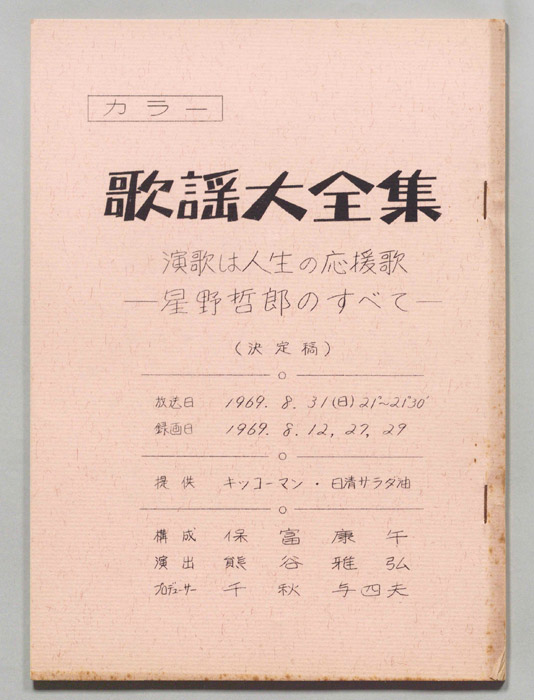 カラー
歌謡大全集
演歌は人生の応援歌
―星野哲郎のすべて―
(決定稿)
放送日 1969. 8. 31(日)21°~21°30′
録画日 1969. 8. 12, 27, 29
提供 キッコーマン・日清サラダ油
構成 保富康午
演出 熊谷雅弘
プロデューサー 千秋与四夫